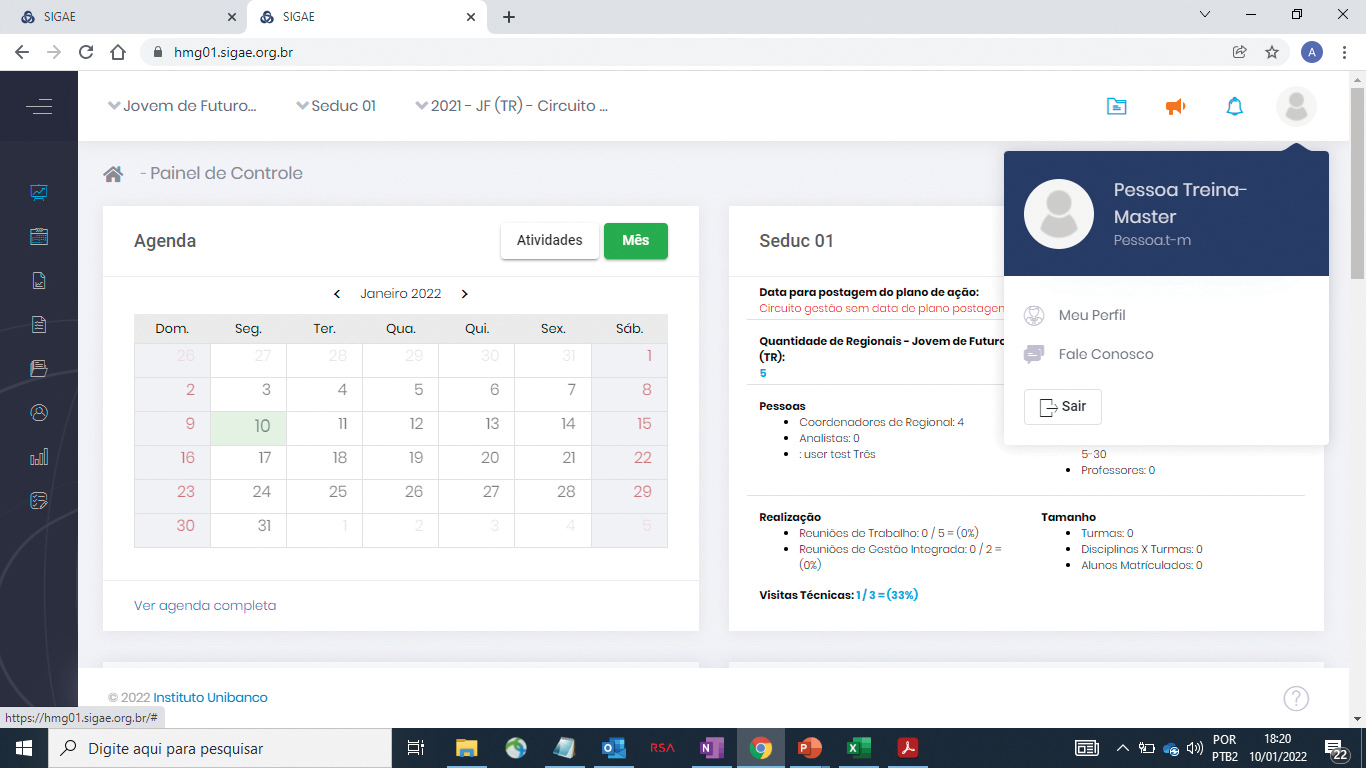 SIGAE
SIGAE
hmg01.sigae.org.br
A
Jovem de Futuro...
Seduc 01
2021 - JF (TR) - Circuito ...
- Painel de Controle
Pessoa Treina-
Master
Pessoa.t-m
Meu Perfil
Fale Conosco
Sair
Agenda
Atividades
Mês
Janeiro 2022
Dom. Seg. Ter. Qua. Qui. Sex. Sáb.
26 27 28 29 30 31 1
2 3 4 5 6 7 8
9 10 11 12 13 14 15
16 17 18 19 20 21 22
23 24 25 26 27 28 29
30 31 1 2 3 4 5
Ver agenda completa
Seduc 01
Data para postagem do plano de ação:
Circuito gestão sem data de plano postagem
Quantidade de Regionais - Jovem de Futuro
(TR):
5
Pessoas
Coordenadores de Regional: 4
Analistas: 0
: user test Três
5-30
Professores: 0
Realização
Reuniões de Trabalho: 0 / 5 = (0%)
Reuniões de Gestão Integrada: 0 / 2 =
(0%)
Visitas Técnicas: 1 / 3 = (33%)
Tamanho
Turmas: 0
Disciplinas X Turmas: 0
Alunos Matrículados: 0
© 2022 Instituto Unibanco
?
https://hmg01.sigae.org.br/#
Digite aqui para pesquisar
RSA
POR
PTB2
18:20
10/01/2022
22